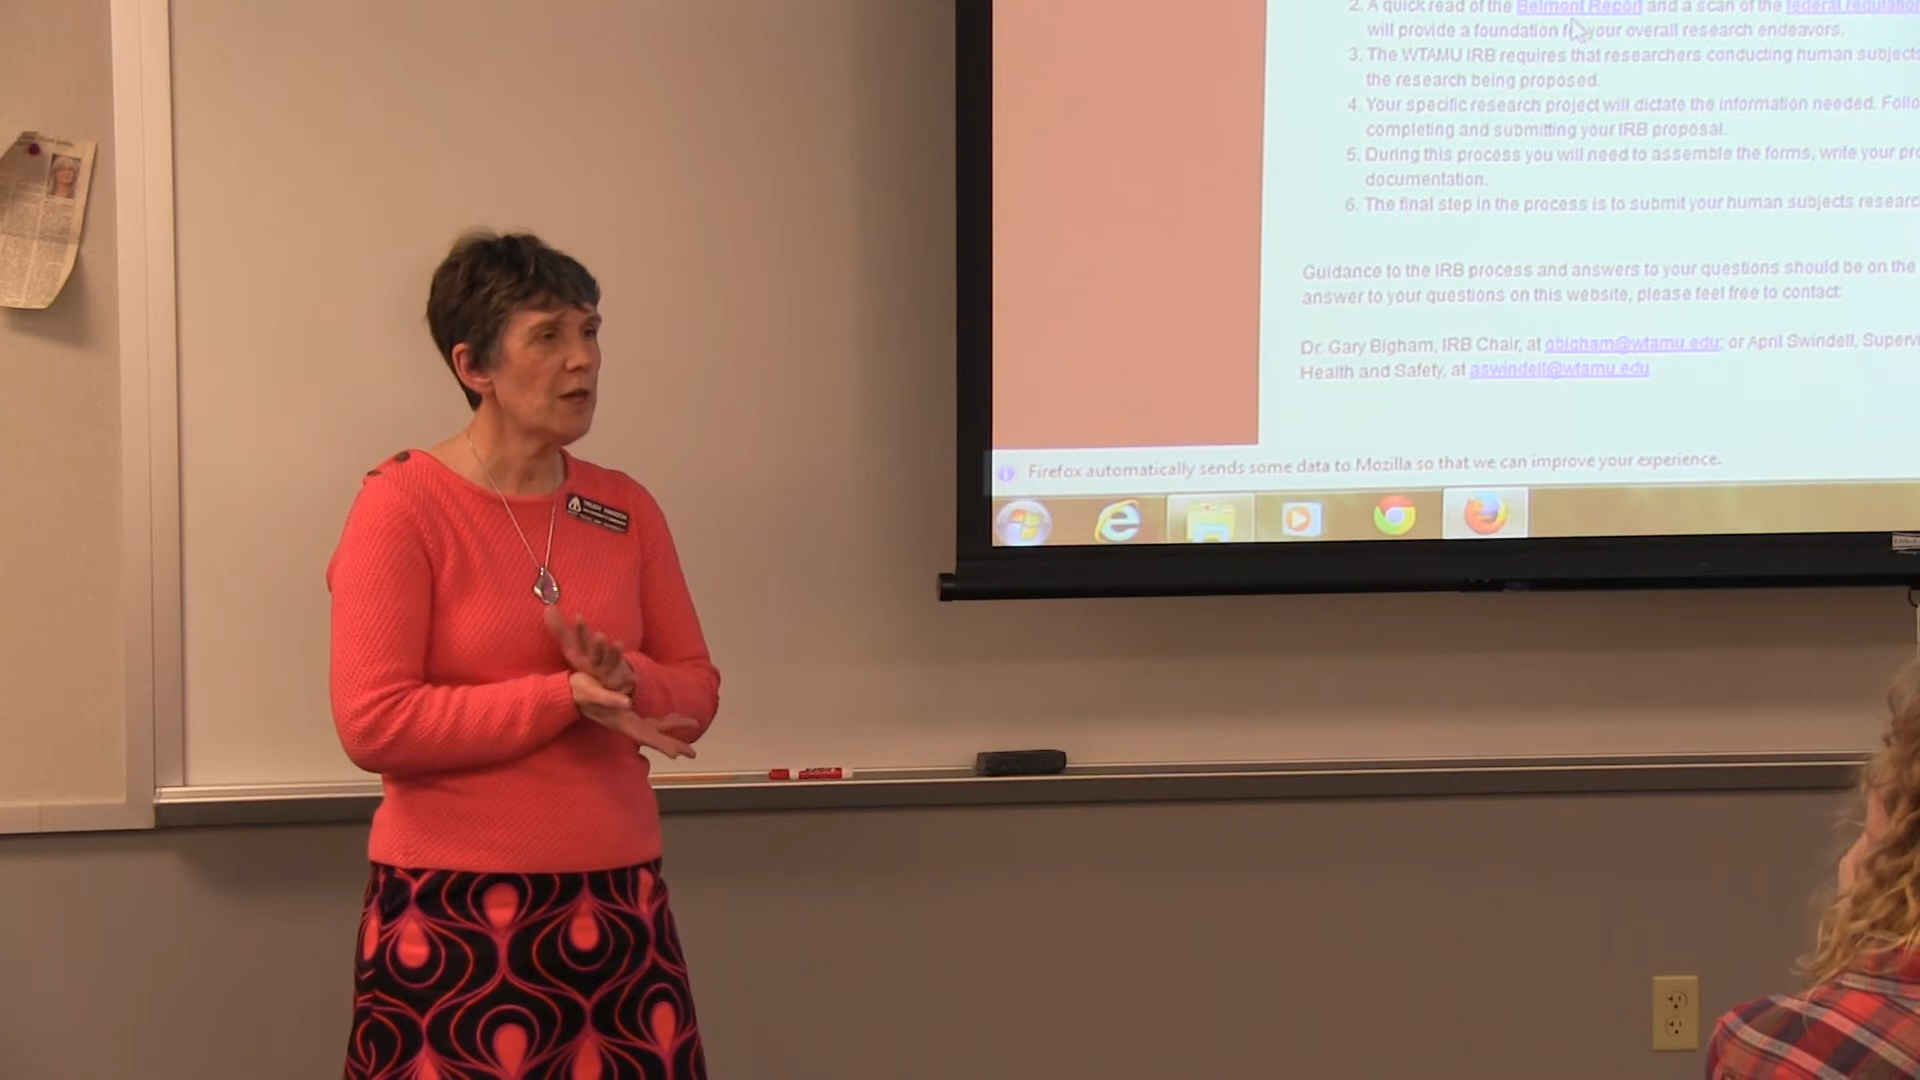 2. A quick read of the Belmont Report and a scan of the federal regulation
will provide a foundation for your overall research endeavors.
3. The WTAMU IRB requires that researchers conducting human subjects
the research being proposed.
4. Your specific research project will dictate the information needed. Follo
completing and submitting your IRB proposal.
5. During this process you will need to assemble the forms, write your pro
documentation.
6. The final step in the process is to submit your human subjects researc
Guidance to the IRB process and answers to your questions should be on the
answer to your questions on this website, please feel free to contact:
Dr. Gary Bigham, IRB Chair, at gbigham@wtamu.edu; or April Swindell, Supervi
Health and Safety, at aswindell@wtamu.edu
Firefox automatically sends some data to Mozilla so that we can improve your experience.